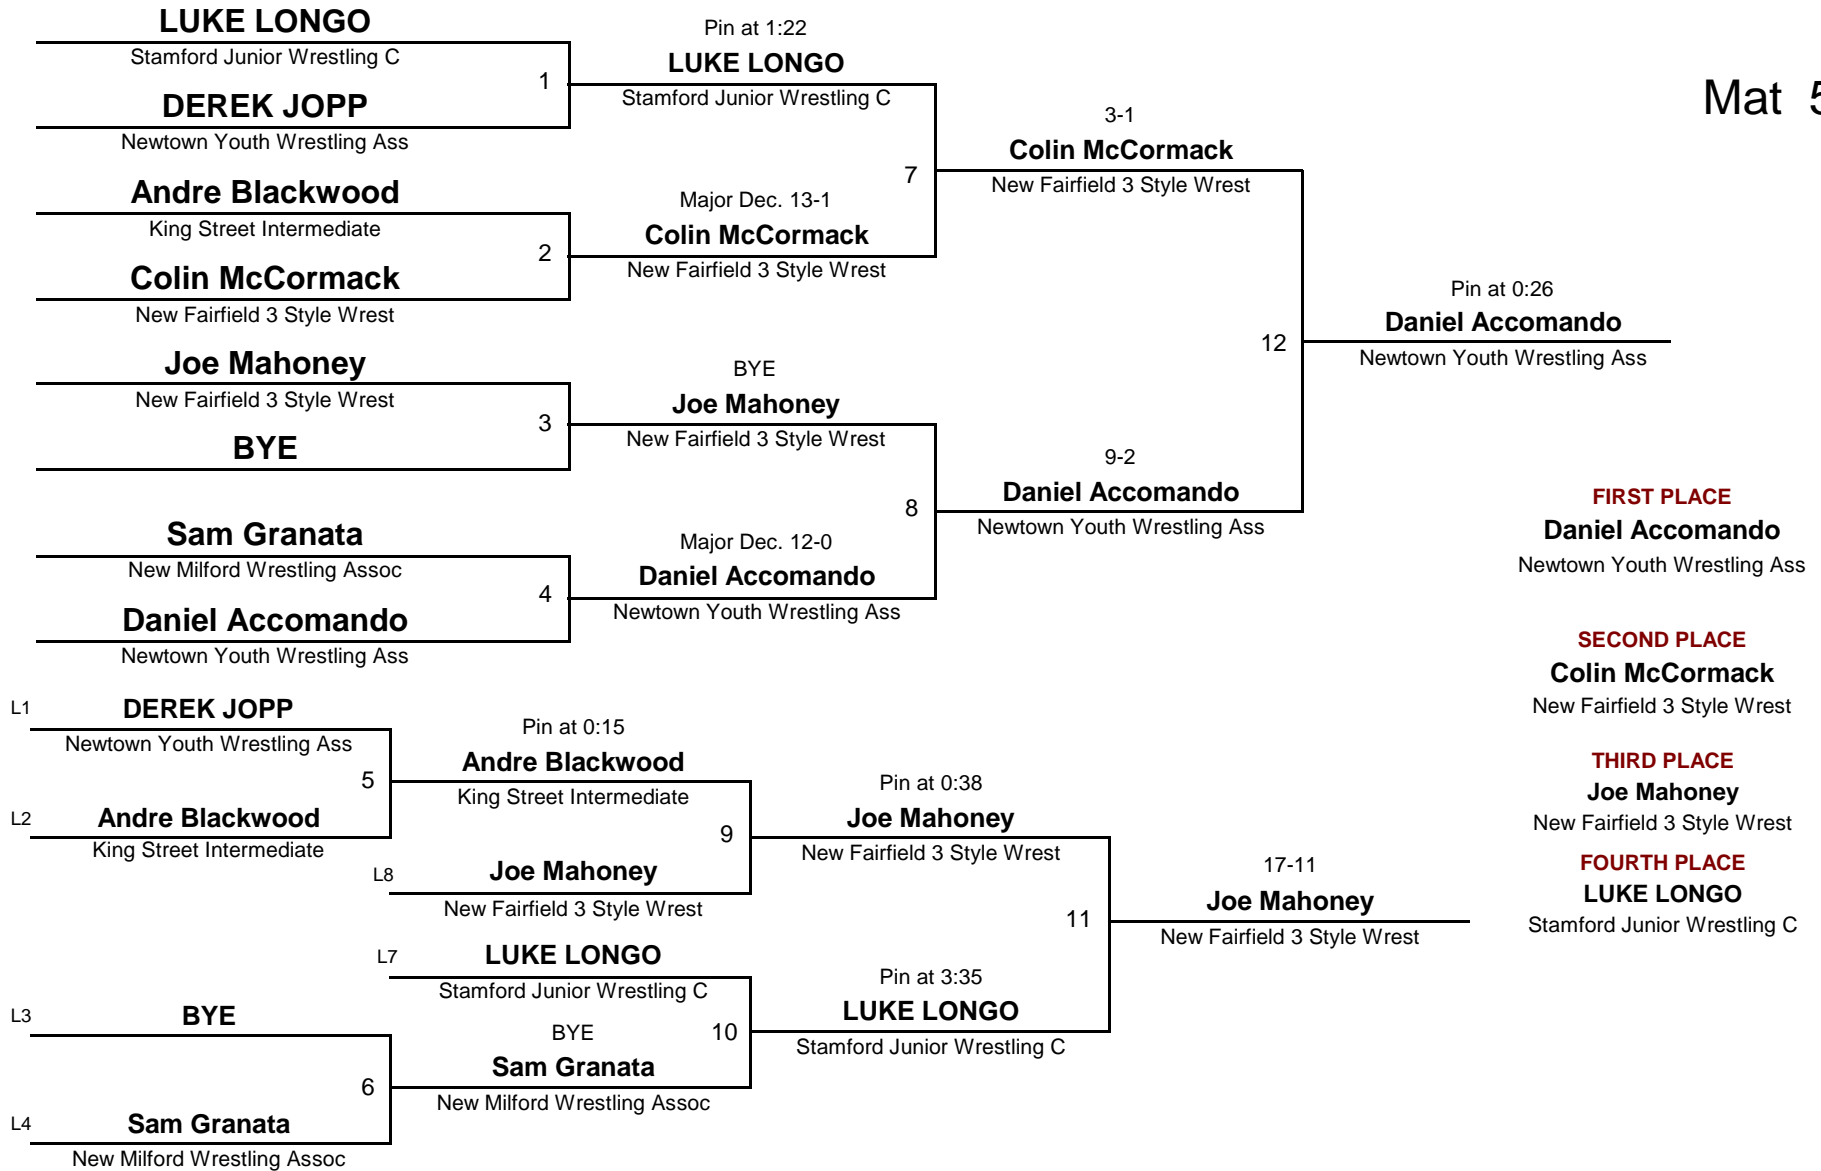 LUKE LONGO
Stamford Junior Wrestling C
1
DEREK JOPP
Newtown Youth Wrestling Ass
Andre Blackwood
King Street Intermediate
2
Colin McCormack
New Fairfield 3 Style Wrest
Joe Mahoney
New Fairfield 3 Style Wrest
3
BYE
Sam Granata
New Milford Wrestling Assoc
4
Daniel Accomando
Newtown Youth Wrestling Ass
Pin at 1:22
LUKE LONGO
Stamford Junior Wrestling C
7
Major Dec. 13-1
Colin McCormack
New Fairfield 3 Style Wrest
BYE
Joe Mahoney
New Fairfield 3 Style Wrest
8
Major Dec. 12-0
Daniel Accomando
Newtown Youth Wrestling Ass
3-1
Colin McCormack
New Fairfield 3 Style Wrest
12
9-2
Daniel Accomando
Newtown Youth Wrestling Ass
Pin at 0:26
Daniel Accomando
Newtown Youth Wrestling Ass
Mat 5
L1
DEREK JOPP
Newtown Youth Wrestling Ass
5
L2
Andre Blackwood
King Street Intermediate
L3
BYE
6
L4
Sam Granata
New Milford Wrestling Assoc
Pin at 0:15
Andre Blackwood
King Street Intermediate
9
L8
Joe Mahoney
New Fairfield 3 Style Wrest
L7
LUKE LONGO
Stamford Junior Wrestling C
10
BYE
Sam Granata
New Milford Wrestling Assoc
Pin at 0:38
Joe Mahoney
New Fairfield 3 Style Wrest
11
Pin at 3:35
LUKE LONGO
Stamford Junior Wrestling C
17-11
Joe Mahoney
New Fairfield 3 Style Wrest
FIRST PLACE
Daniel Accomando
Newtown Youth Wrestling Ass
SECOND PLACE
Colin McCormack
New Fairfield 3 Style Wrest
THIRD PLACE
Joe Mahoney
New Fairfield 3 Style Wrest
FOURTH PLACE
LUKE LONGO
Stamford Junior Wrestling C